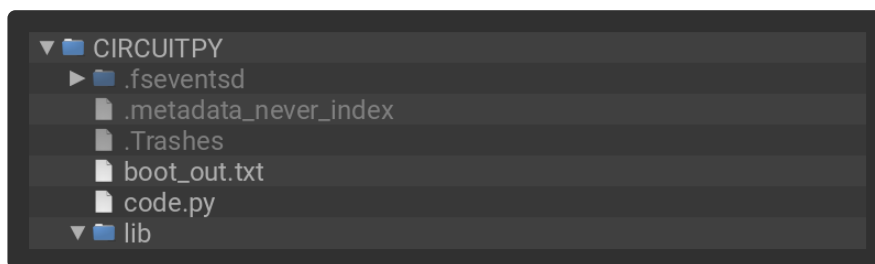 CIRCUITPY
.fseventsd
.metadata_never_index
.Trashes
boot_out.txt
code.py
lib